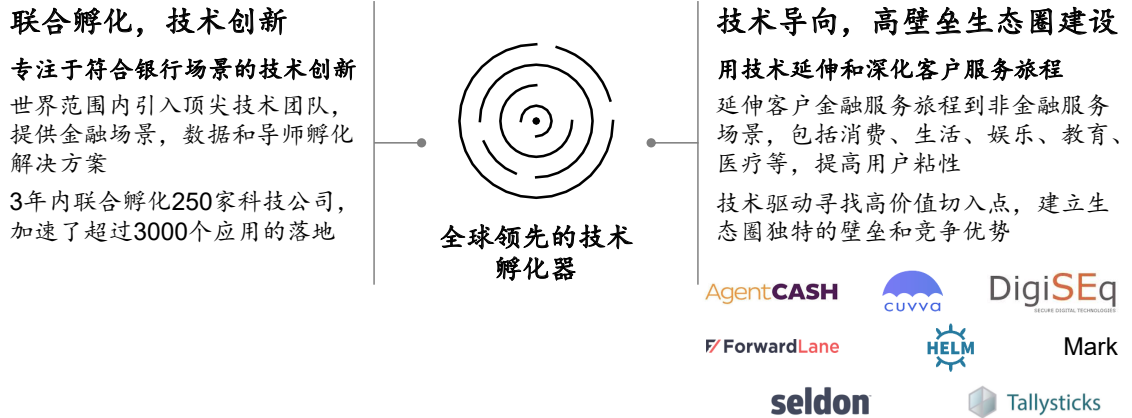 联合孵化，技术创新
专注于符合银行场景的技术创新
世界范围内引入顶尖技术团队，
提供金融场景，数据和导师孵化
解决方案
3年内联合孵化250家科技公司，
加速了超过3000个应用的落地
全球领先的技术
孵化器
技术导向，高壁垒生态圈建设
用技术延伸和深化客户服务旅程
延伸客户金融服务旅程到非金融服务
场景，包括消费、生活、娱乐、教育、
医疗等，提高用户粘性
技术驱动寻找高价值切入点，建立生
态圈独特的壁垒和竞争优势
AgentCASH
cuvva
DigiSEq
SECURE DIGITAL TECHNOLOGIES
ForwardLane
HELM
Mark
seldon
Tallysticks